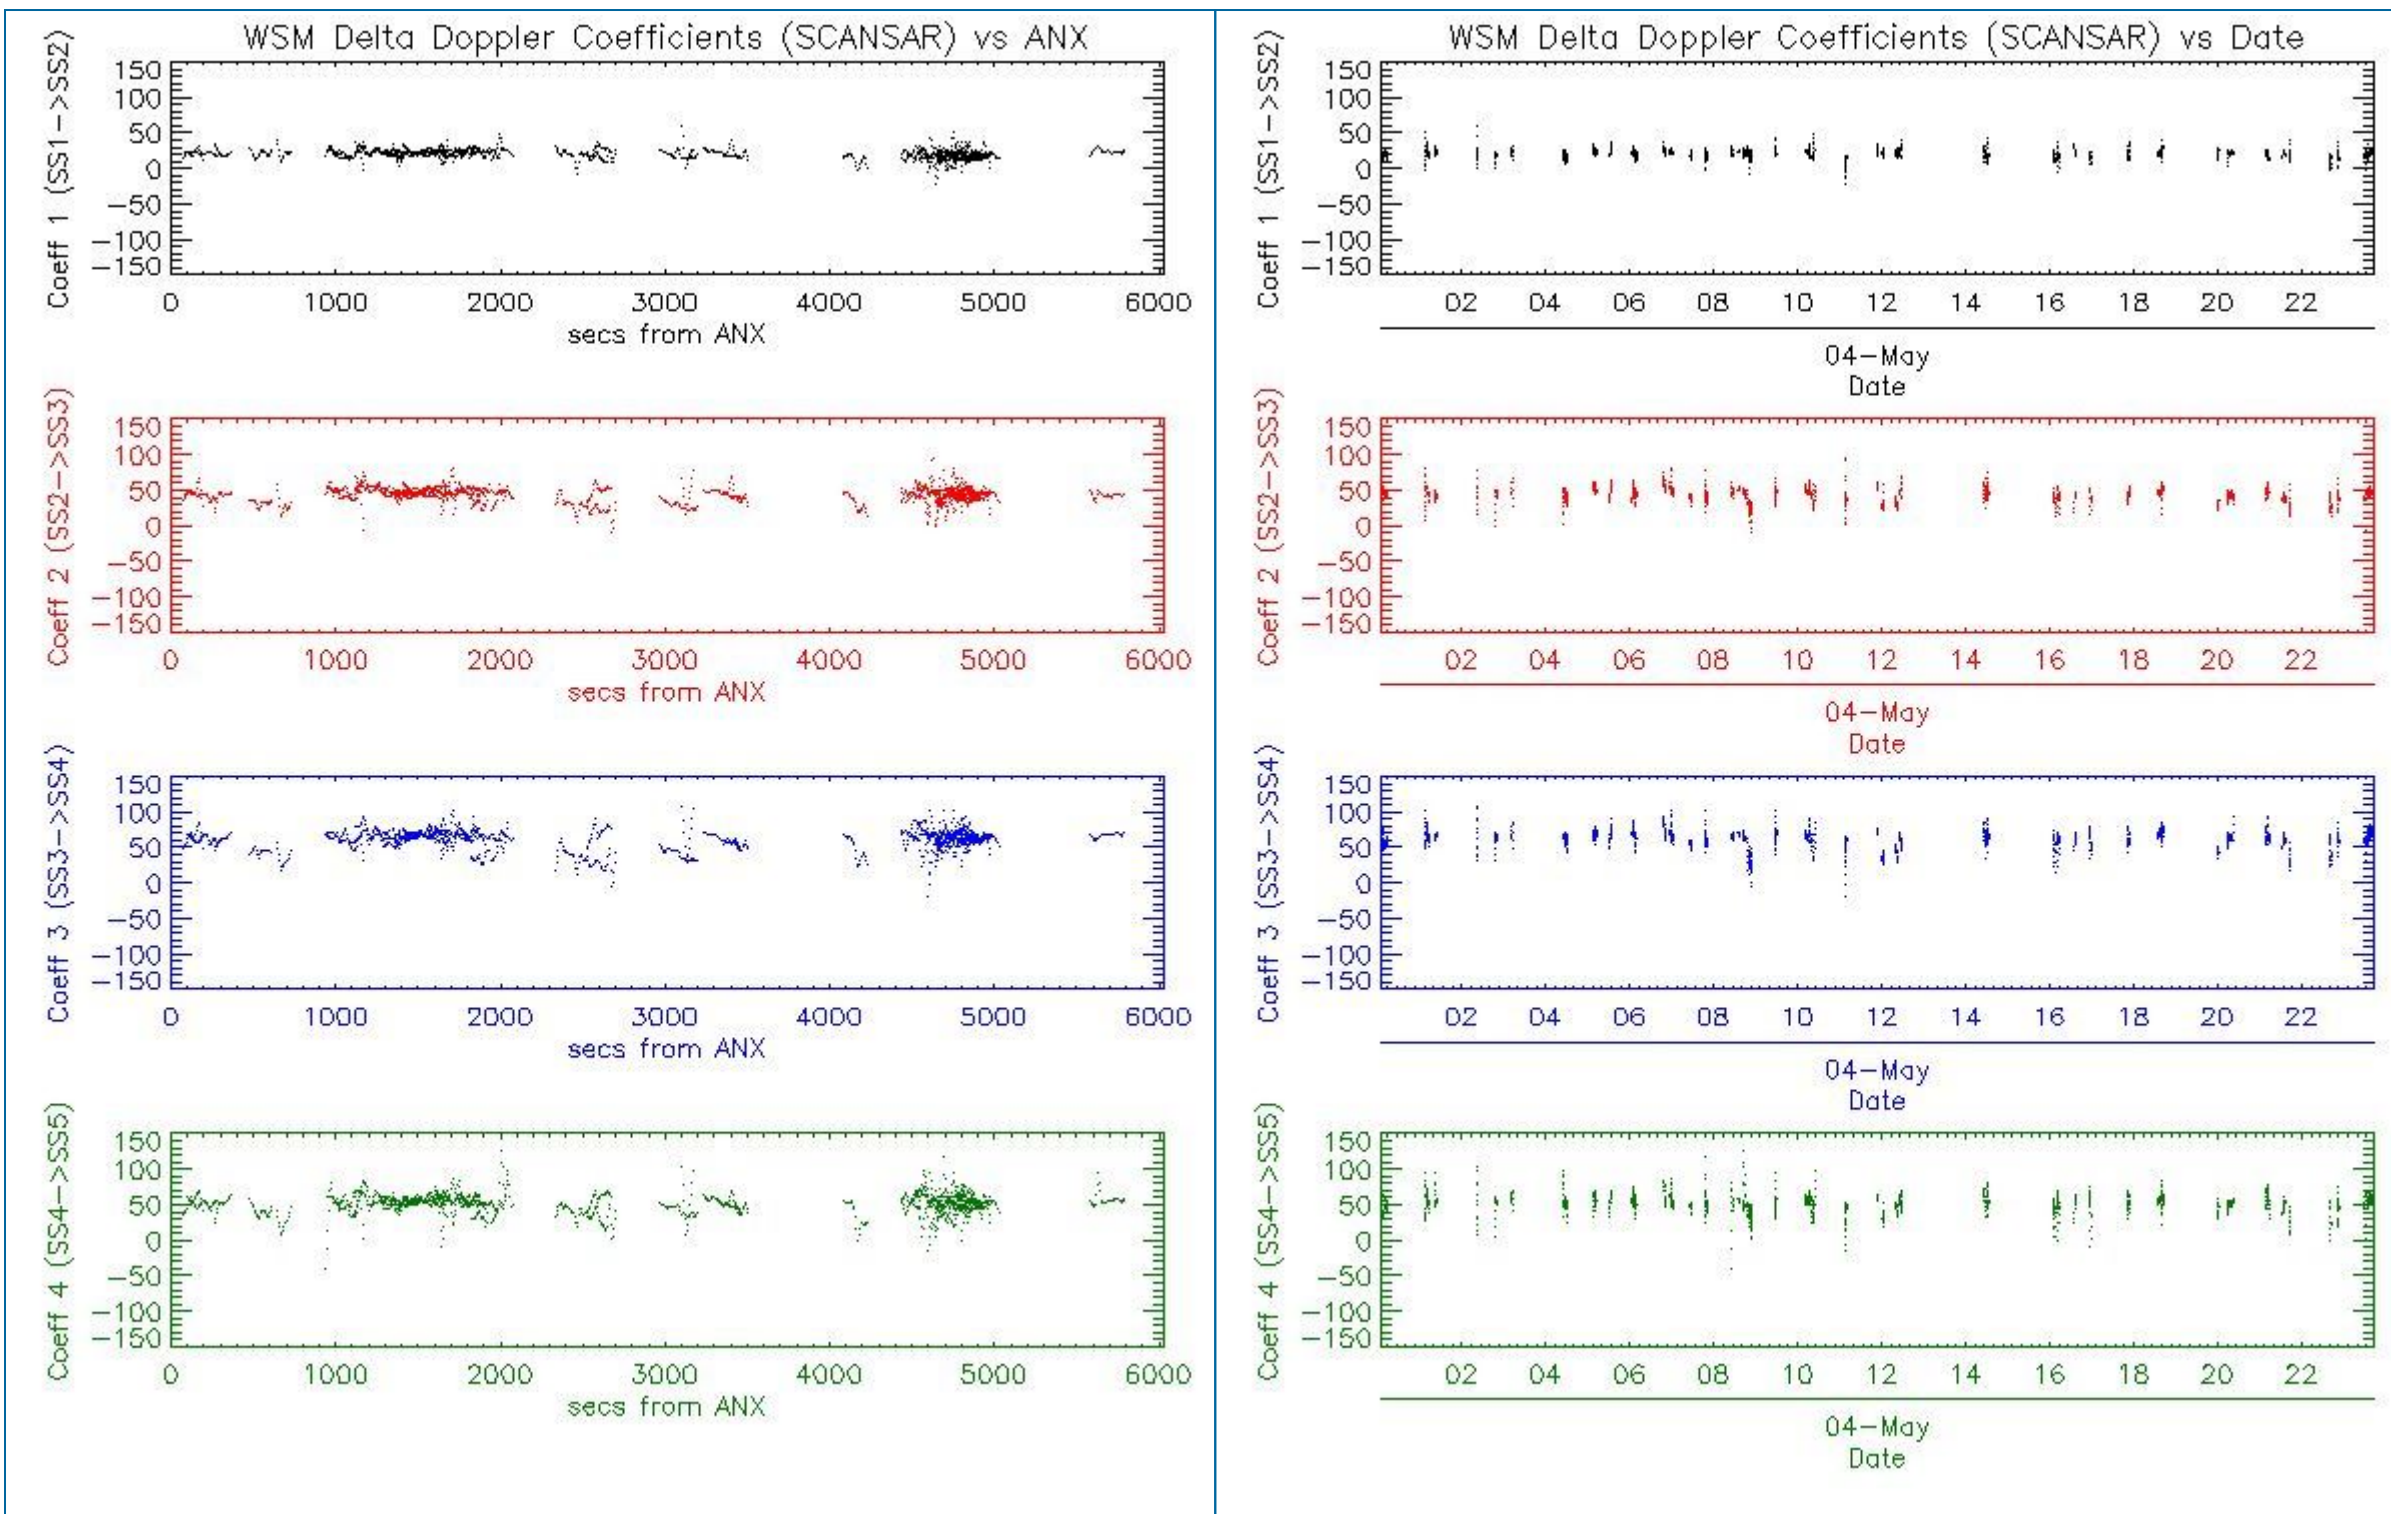 WSM Delta Doppler Coefficients (SCANSAR) vs ANX
Coeff 1 (SS1->SS2)
150
100
50
0
-50
-100
-150
0 1000 2000 3000 4000 5000 6000
secs from ANX
Coeff 2 (SS2->SS3)
150
100
50
0
-50
-100
-150
0 1000 2000 3000 4000 5000 6000
secs from ANX
Coeff 3 (SS3->SS4)
150
100
50
0
-50
-100
-150
0 1000 2000 3000 4000 5000 6000
secs from ANX
Coeff 4 (SS4->SS5)
150
100
50
0
-50
-100
-150
0 1000 2000 3000 4000 5000 6000
secs from ANX
WSM Delta Doppler Coefficients (SCANSAR) vs Date
Coeff 1 (SS1->SS2)
150
100
50
0
-50
-100
-150
02 04 06 08 10 12 14 16 18 20 22
04-May
Date
Coeff 2 (SS2->SS3)
150
100
50
0
-50
-100
-150
02 04 06 08 10 12 14 16 18 20 22
04-May
Date
Coeff 3 (SS3->SS4)
150
100
50
0
-50
-100
-150
02 04 06 08 10 12 14 16 18 20 22
04-May
Date
Coeff 4 (SS4->SS5)
150
100
50
0
-50
-100
-150
02 04 06 08 10 12 14 16 18 20 22
04-May
Date